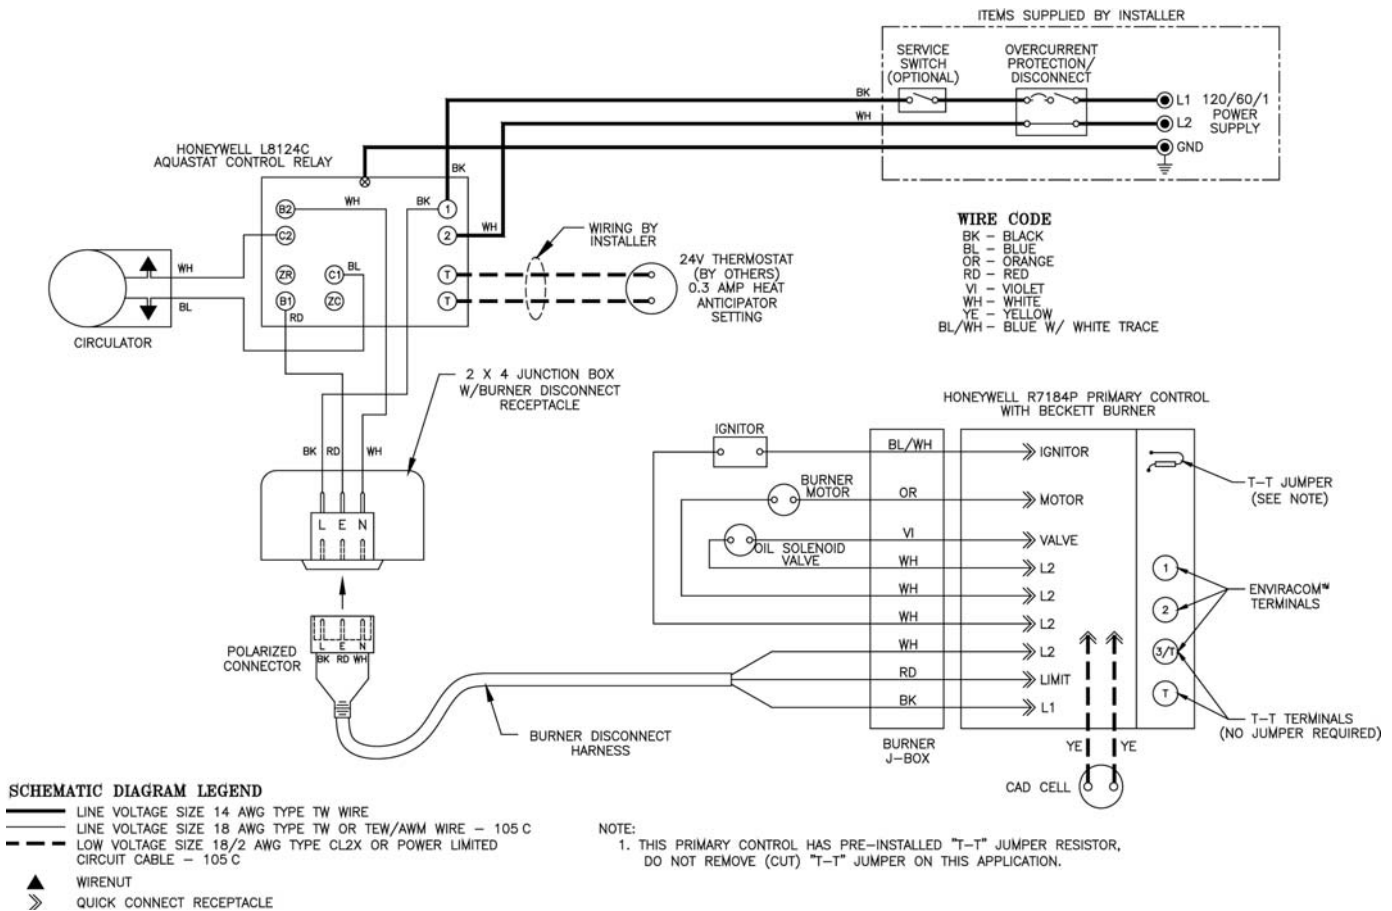 ITEMS SUPPLIED BY INSTALLER
SERVICE
SWITCH
(OPTIONAL)
OVERCURRENT
PROTECTION/
DISCONNECT
BK
WH
L1
L2
GND
120/60/1
POWER
SUPPLY
HONEYWELL L8124C
AQUASTAT CONTROL RELAY
BK
B2
WH
BK
1
C2
2
WH
ZR
C1
BL
T
B1
ZC
T
RD
WH
BL
CIRCULATOR
WIRING BY
INSTALLER
24V THERMOSTAT
(BY OTHERS)
0.3 AMP HEAT
ANTICIPATOR
SETTING
WIRE CODE
BK – BLACK
BL – BLUE
OR – ORANGE
RD – RED
VI – VIOLET
WH – WHITE
YE – YELLOW
BL/WH – BLUE W/ WHITE TRACE
2 X 4 JUNCTION BOX
W/BURNER DISCONNECT
RECEPTACLE
BK RD WH
L E N
POLARIZED
CONNECTOR
L E N
BK RD WH
BURNER DISCONNECT
HARNESS
HONEYWELL R7184P PRIMARY CONTROL
WITH BECKETT BURNER
IGNITOR
BL/WH
IGNITOR
BURNER
MOTOR
OR
MOTOR
OIL SOLENOID
VALVE
VI
VALVE
WH
L2
WH
L2
WH
L2
WH
L2
RD
LIMIT
BK
L1
BURNER
J–BOX
T–T JUMPER
(SEE NOTE)
1
2
3/T
T
ENVIRACOM™
TERMINALS
T–T TERMINALS
(NO JUMPER REQUIRED)
YE
YE
CAD CELL
SCHEMATIC DIAGRAM LEGEND
LINE VOLTAGE SIZE 14 AWG TYPE TW WIRE
LINE VOLTAGE SIZE 18 AWG TYPE TW OR TEW/AWM WIRE – 105 C
LOW VOLTAGE SIZE 18/2 AWG TYPE CL2X OR POWER LIMITED
CIRCUIT CABLE – 105 C
WIRENUT
QUICK CONNECT RECEPTACLE
NOTE:
1. THIS PRIMARY CONTROL HAS PRE–INSTALLED "T–T" JUMPER RESISTOR,
DO NOT REMOVE (CUT) "T–T" JUMPER ON THIS APPLICATION.